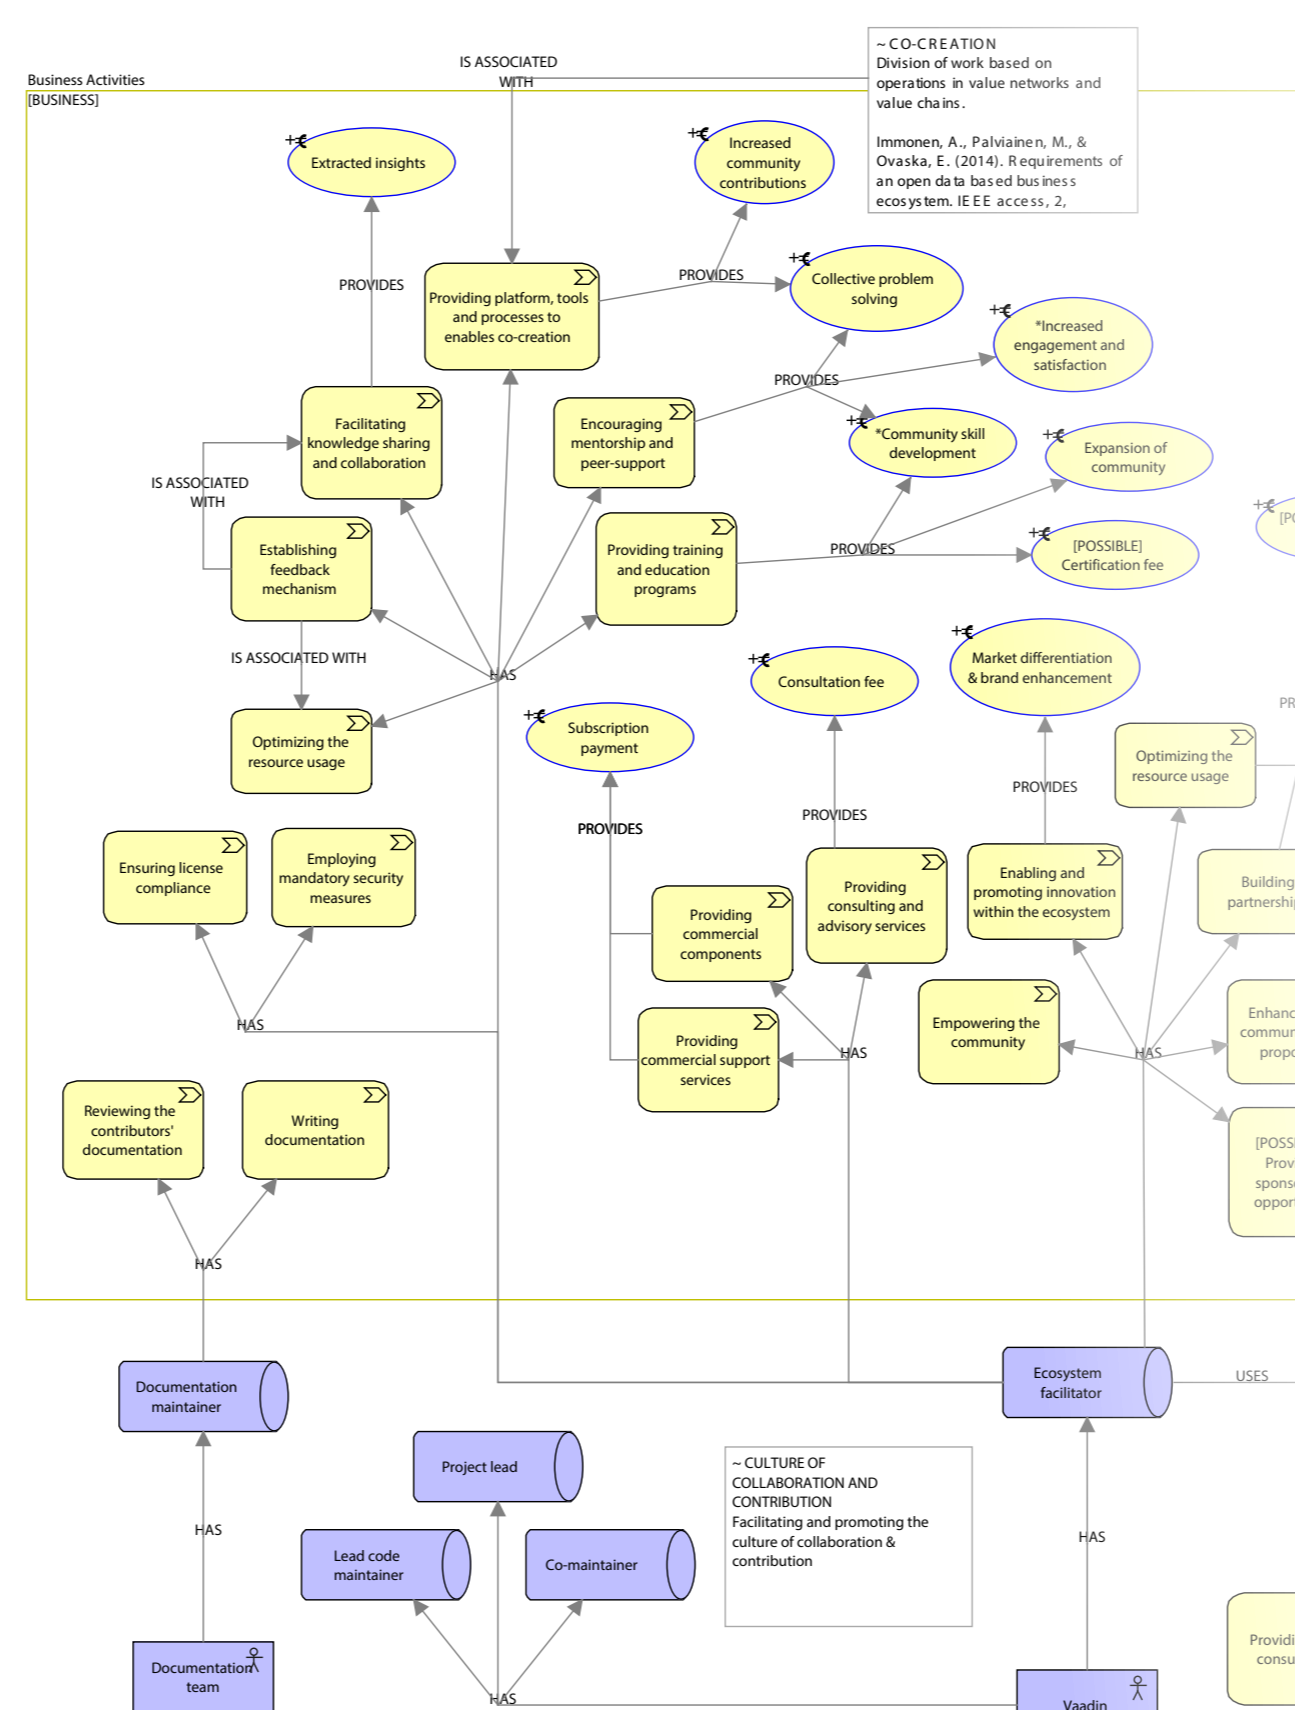 IS ASSOCIATED
WITH
~ CO-CREATION
Division of work based on
operations in value networks and
value chains.
Immonen, A., Palviainen, M., &
Ovaska, E. (2014). Requirements of
an open data based business
ecosystem. IEEE access, 2,
Business Activities
[BUSINESS]
+€
Extracted insights
+€
Increased
community
contributions
PROVIDES
Providing platform, tools
and processes to
enables co-creation
PROVIDES
+€
Collective problem
solving
+€
*Increased
engagement and
satisfaction
PROVIDES
Facilitating
knowledge sharing
and collaboration
Encouraging
mentorship and
peer-support
+€
*Community skill
development
+€
Expansion of
community
IS ASSOCIATED
WITH
Establishing
feedback
mechanism
Providing training
and education
programs
PROVIDES
+€
[POSSIBLE]
Certification fee
+€
IS ASSOCIATED WITH
HAS
Optimizing the
resource usage
+€
Subscription
payment
+€
Consultation fee
+€
Market differentiation
& brand enhancement
Optimizing the
resource usage
PROVIDES
PROVIDES
PROVIDES
Ensuring license
compliance
Employing
mandatory security
measures
Providing
commercial
components
Providing
consulting and
advisory services
Enabling and
promoting innovation
within the ecosystem
Building
HAS
Providing
commercial support
services
HAS
Empowering the
community
HAS
Reviewing the
contributors'
documentation
Writing
documentation
HAS
Documentation
maintainer
Ecosystem
facilitator
USES
Project lead
~ CULTURE OF
COLLABORATION AND
CONTRIBUTION
Facilitating and promoting the
culture of collaboration &
contribution
HAS
Lead code
maintainer
Co-maintainer
HAS
Documentation
team
HAS
Vaadin